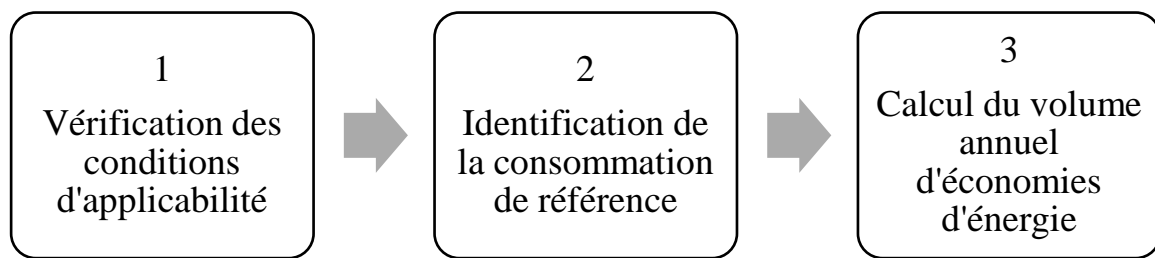 1
Vérification des
conditions
d'applicabilité
2
Identification de
la consommation
de référence
3
Calcul du volume
annuel
d'économies
d'énergie